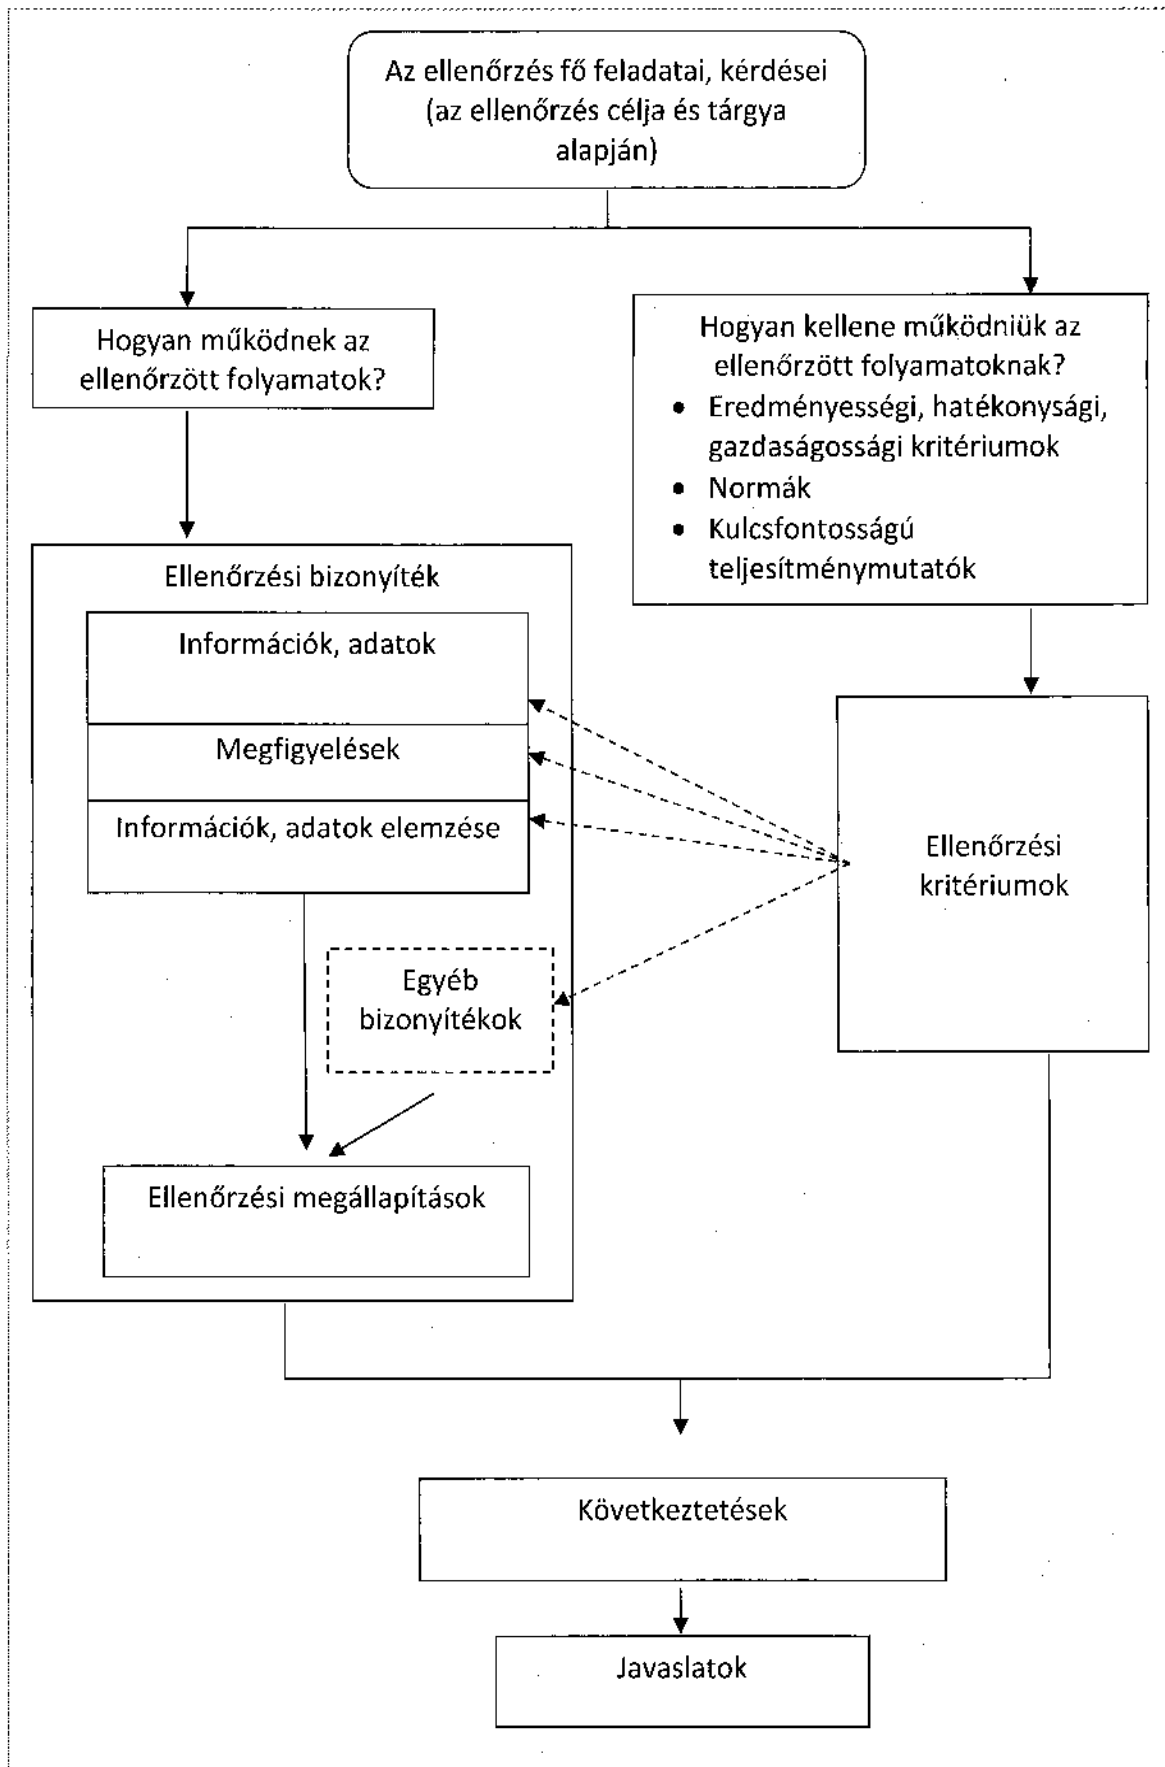 Az ellenőrzés fő feladatai, kérdései
(az ellenőrzés célja és tárgya
alapján)
Hogyan működnek az
ellenőrzött folyamatok?
Hogyan kellene működniük az
ellenőrzött folyamatoknak?
• Eredményességi, hatékonysági,
gazdaságossági kritériumok
• Normák
• Kulcsfontosságú
teljesítménymutatók
Ellenőrzési bizonyíték
Információk, adatok
Megfigyelések
Információk, adatok elemzése
Egyéb
bizonyítékok
Ellenőrzési megállapítások
Ellenőrzési
kritériumok
Következtetések
Javaslatok